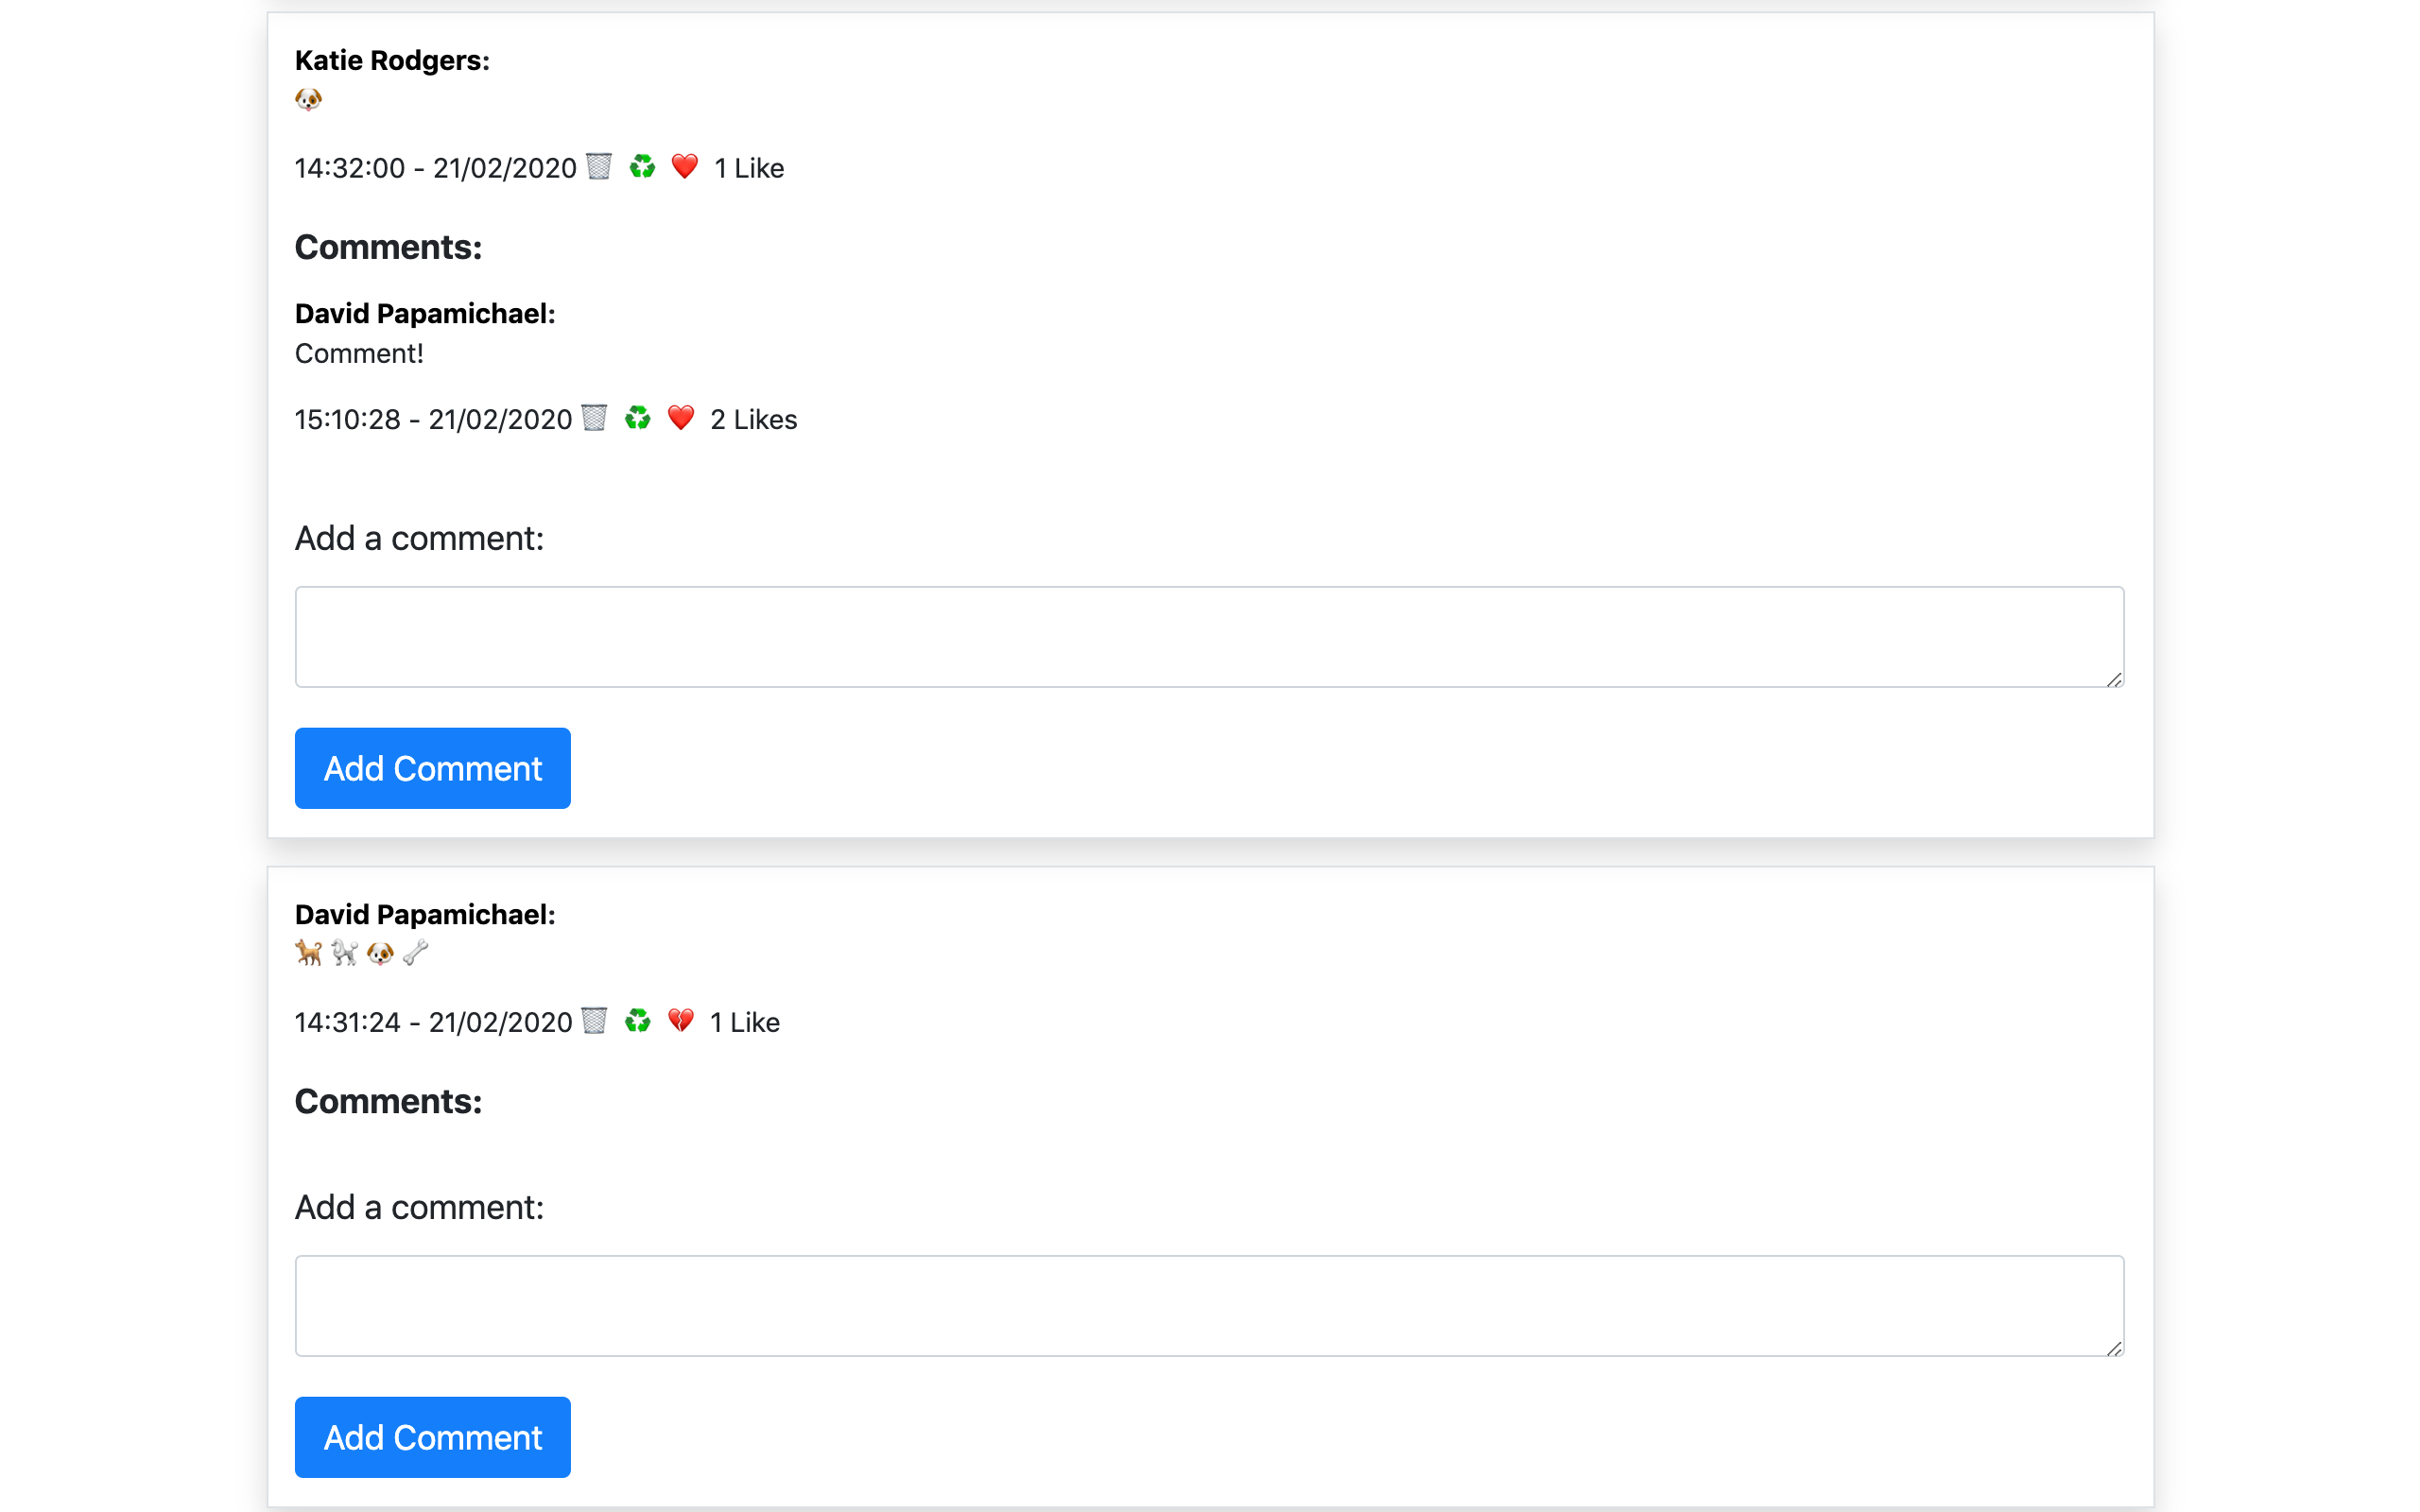 Katie Rodgers:
🐶
14:32:00 - 21/02/2020 🗑️ ♻️ ❤️ 1 Like
Comments:
David Papamichael:
Comment!
15:10:28 - 21/02/2020 🗑️ ♻️ ❤️ 2 Likes
Add a comment:
Add Comment
David Papamichael:
🐕 🐩 🐶 🦴
14:31:24 - 21/02/2020 🗑️ ♻️ 💔 1 Like
Comments:
Add a comment:
Add Comment